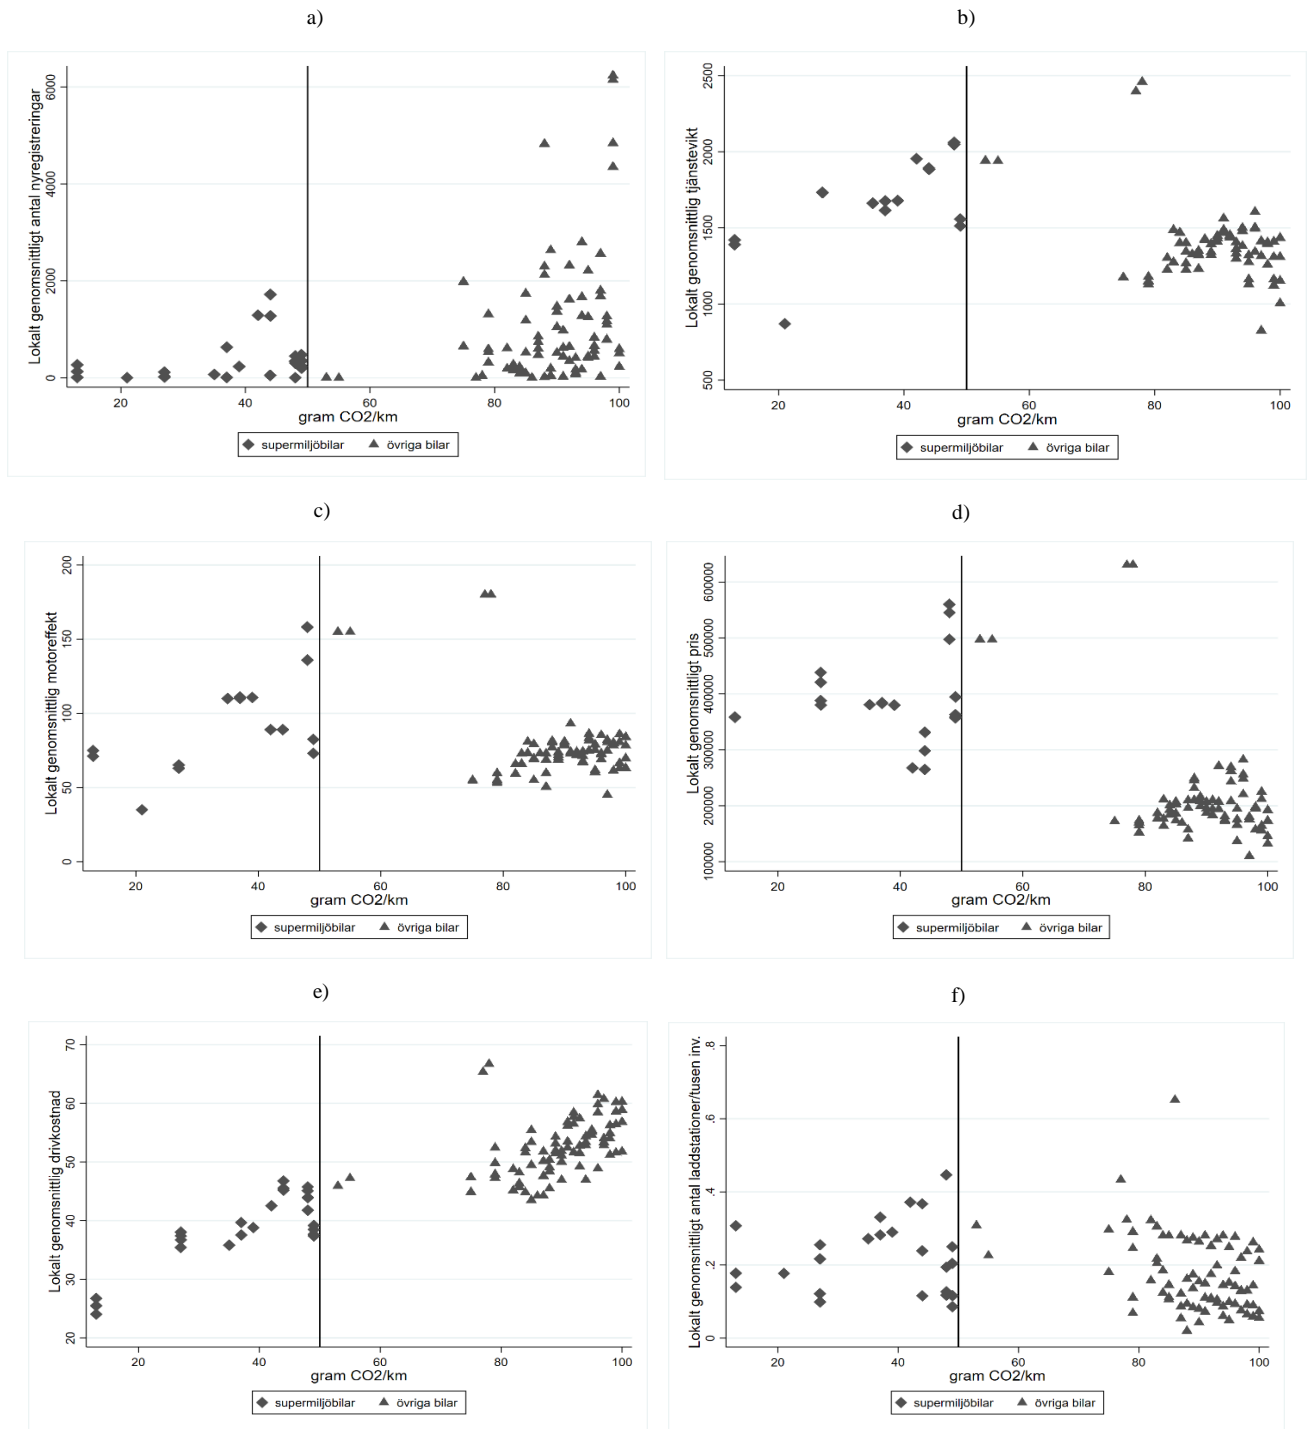 a)
Lokalt genomsnittligt antal nyregistreringar
6000
4000
2000
0
20 40 60 80 100
gram CO2/km
supermiljöbilar övriga bilar
b)
Lokalt genomsnittlig tjänstevikt
2500
2000
1500
1000
500
20 40 60 80 100
gram CO2/km
supermiljöbilar övriga bilar
c)
Lokalt genomsnittlig motoreffekt
200
150
100
50
0
20 40 60 80 100
gram CO2/km
supermiljöbilar övriga bilar
d)
Lokalt genomsnittligt pris
600000
500000
400000
300000
200000
100000
20 40 60 80 100
gram CO2/km
supermiljöbilar övriga bilar
e)
Lokalt genomsnittlig drivkostnad
70
60
50
40
30
20
20 40 60 80 100
gram CO2/km
supermiljöbilar övriga bilar
f)
Lokalt genomsnittligt antal laddstationer/tusen inv.
.8
.6
.4
.2
0
20 40 60 80 100
gram CO2/km
supermiljöbilar övriga bilar